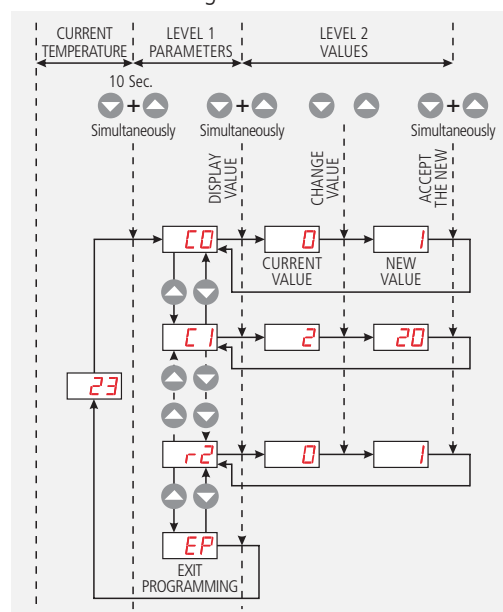 CURRENT
TEMPERATURE
LEVEL 1
PARAMETERS
LEVEL 2
VALUES
10 Sec.
+
+
+
Simultaneously
Simultaneously
Simultaneously
DISPLAY
VALUE
CHANGE
VALUE
ACCEPT
THE NEW
C0
0
1
CURRENT
VALUE
NEW
VALUE
C1
2
20
23
r2
0
1
EP
EXIT
PROGRAMMING